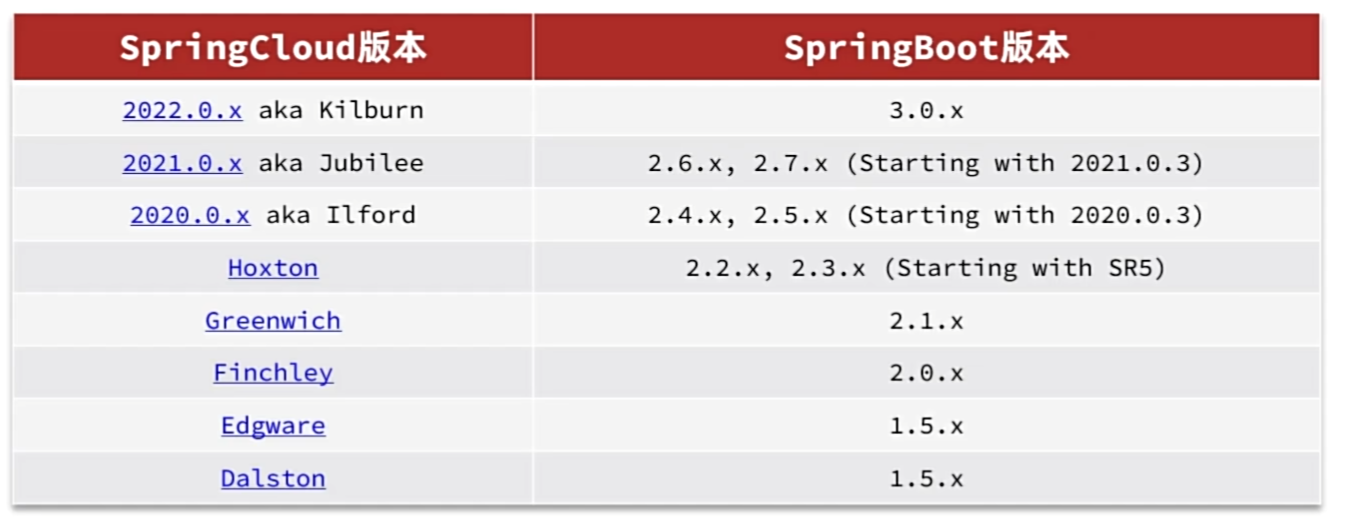 SpringCloud版本 SpringBoot版本
2022.0.x aka Kilburn 3.0.x
2021.0.x aka Jubilee 2.6.x, 2.7.x (Starting with 2021.0.3)
2020.0.x aka Ilford 2.4.x, 2.5.x (Starting with 2020.0.3)
Hoxton 2.2.x, 2.3.x (Starting with SR5)
Greenwich 2.1.x
Finchley 2.0.x
Edgware 1.5.x
Dalston 1.5.x